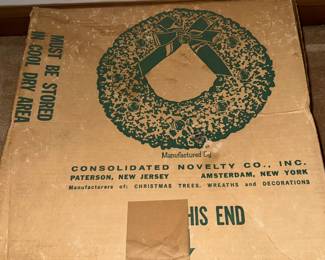 MUST BE STORED
IN COOL DRY AREA
Manufactured By
CONSOLIDATED NOVELTY CO., INC.
PATERSON, NEW JERSEY AMSTERDAM, NEW YORK
Manufacturers of: CHRISTMAS TREES, WREATHS and DECORATIONS
HIS END